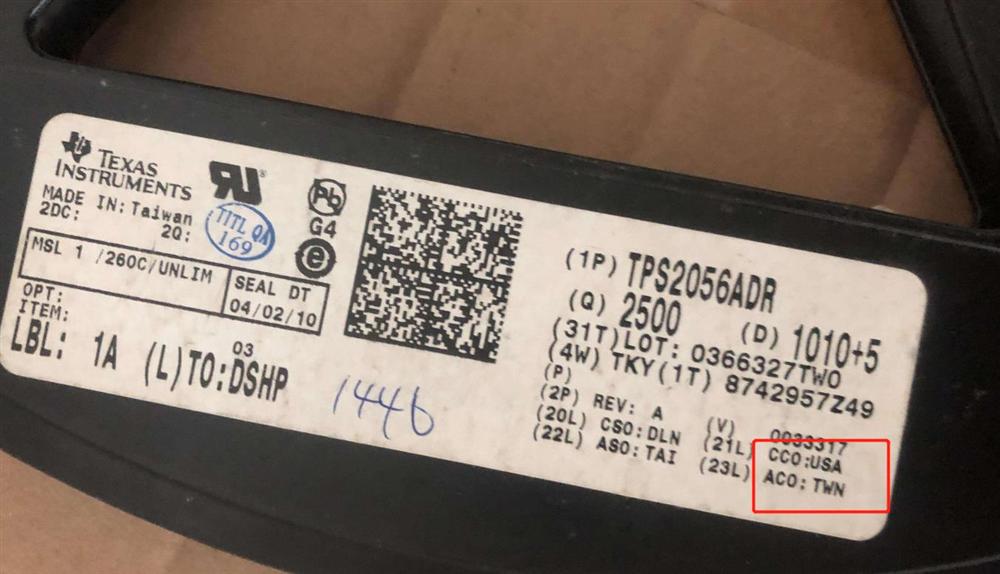 TEXAS
INSTRUMENTS
MADE IN: Taiwan
2DC: 2Q:
TITL QA
169
Pb
G4
e
MSL 1 /260C/UNLIM
SEAL DT
04/02/10
OPT:
ITEM:
LBL: 1A (L)TO:DSHP
03
1446
(1P) TPS2056ADR
(Q) 2500 (D) 1010+5
(31T)LOT: 0366327TWO
(4W) TKY(1T) 8742957Z49
(P)
(2P) REV: A (V) 0033317
(20L) CSO:DLN (21L) CCO:USA
(22L) ASO:TAI (23L) ACO: TWN